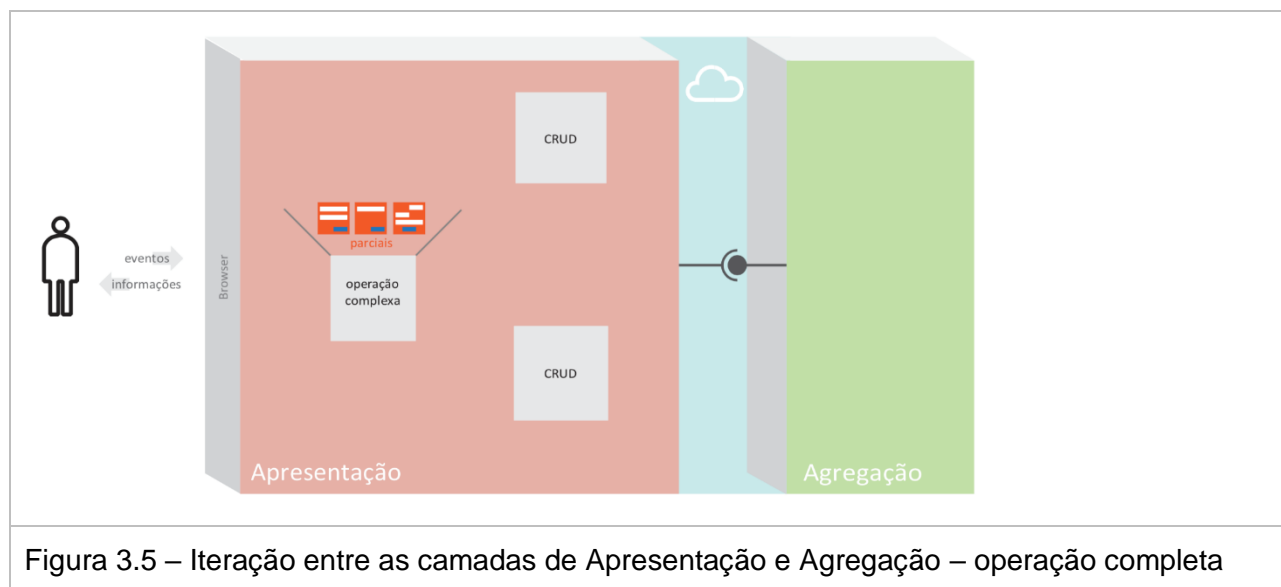 CRUD
parciais
eventos
informações
Browser
operação
complexa
CRUD
Apresentação
Agregação
Figura 3.5 – Iteração entre as camadas de Apresentação e Agregação – operação completa